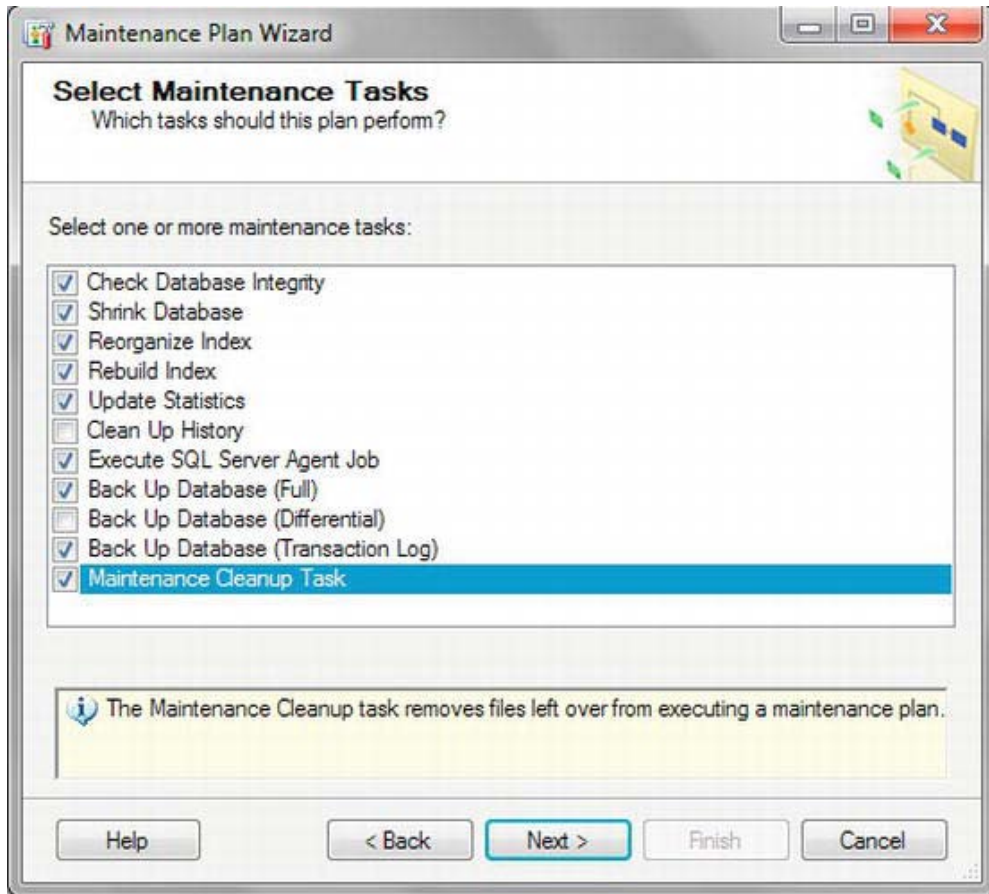 Maintenance Plan Wizard
Select Maintenance Tasks
Which tasks should this plan perform?
Select one or more maintenance tasks:
Check Database Integrity
Shrink Database
Reorganize Index
Rebuild Index
Update Statistics
Clean Up History
Execute SQL Server Agent Job
Back Up Database (Full)
Back Up Database (Differential)
Back Up Database (Transaction Log)
Maintenance Cleanup Task
The Maintenance Cleanup task removes files left over from executing a maintenance plan.
Help
< Back
Next >
Finish
Cancel